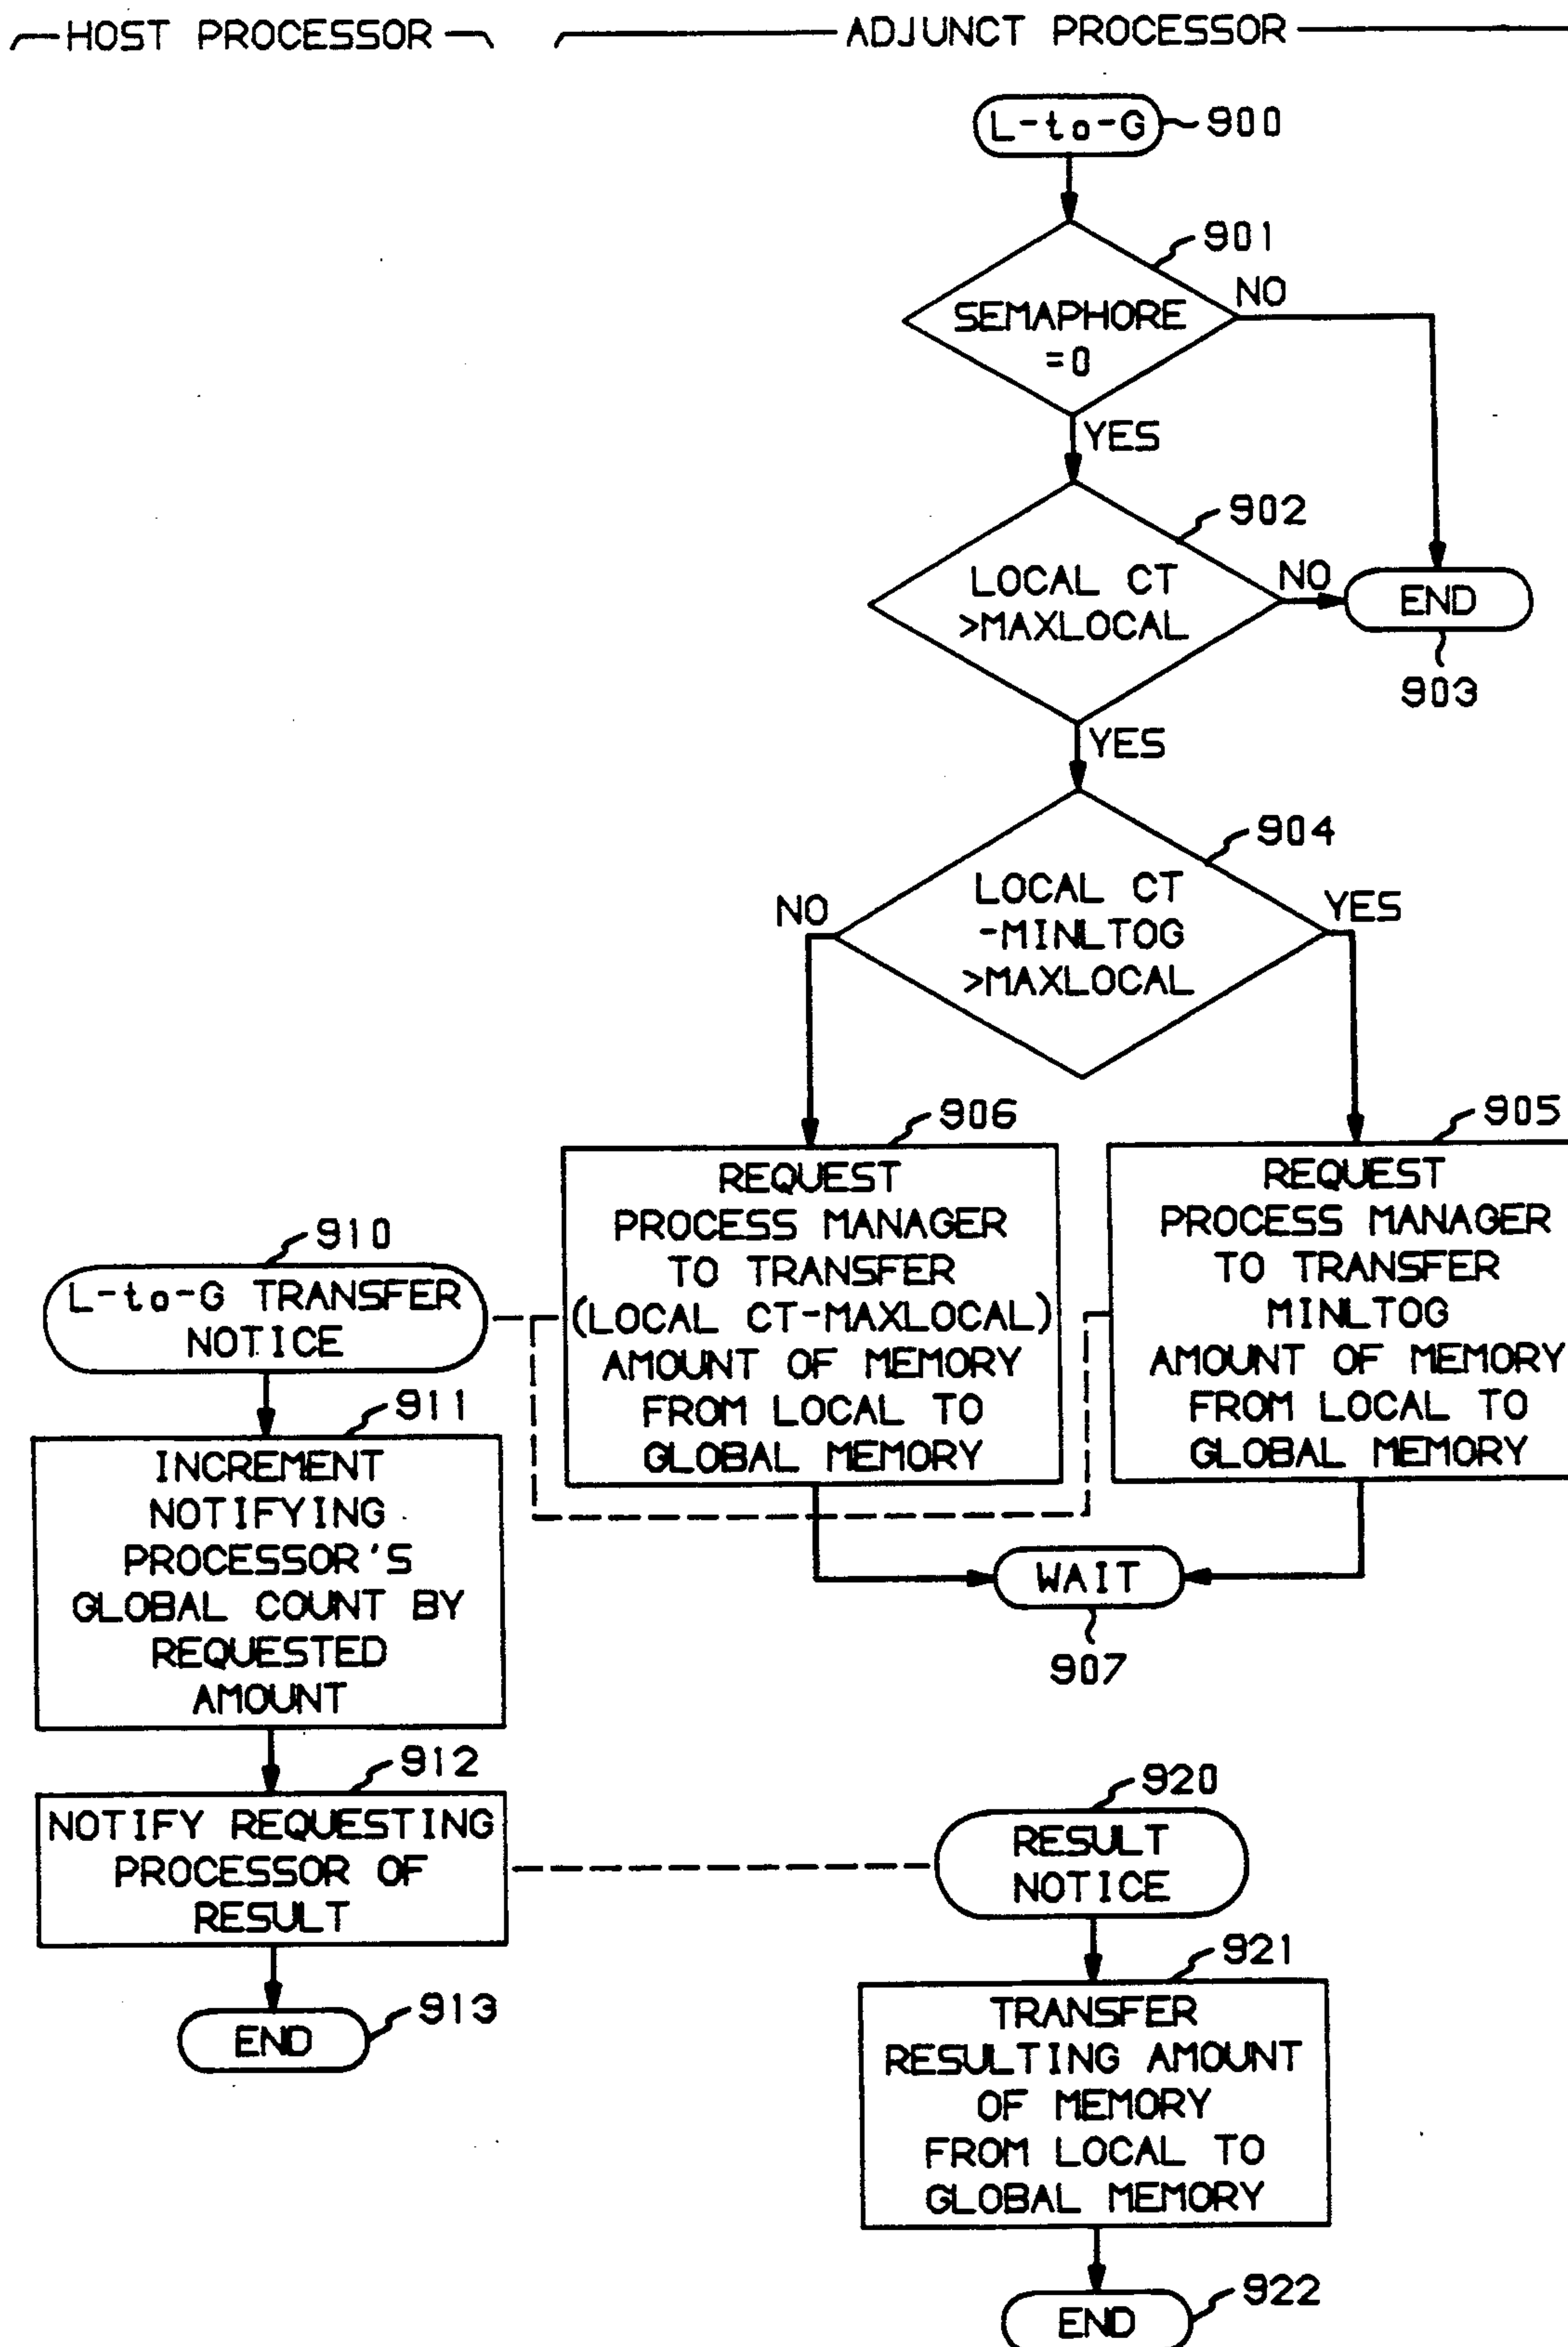 HOST PROCESSOR
ADJUNCT PROCESSOR
L-to-G
900
901
SEMAPHORE
=0
NO
YES
902
LOCAL CT
>MAXLOCAL
NO
END
903
YES
904
LOCAL CT
-MINLTOG
>MAXLOCAL
NO
YES
906
REQUEST
PROCESS MANAGER
TO TRANSFER
(LOCAL CT-MAXLOCAL)
AMOUNT OF MEMORY
FROM LOCAL TO
GLOBAL MEMORY
905
REQUEST
PROCESS MANAGER
TO TRANSFER
MINLTOG
AMOUNT OF MEMORY
FROM LOCAL TO
GLOBAL MEMORY
WAIT
907
910
L-to-G TRANSFER
NOTICE
911
INCREMENT
NOTIFYING
PROCESSOR'S
GLOBAL COUNT BY
REQUESTED
AMOUNT
912
NOTIFY REQUESTING
PROCESSOR OF
RESULT
END
913
920
RESULT
NOTICE
921
TRANSFER
RESULTING AMOUNT
OF MEMORY
FROM LOCAL TO
GLOBAL MEMORY
END
922